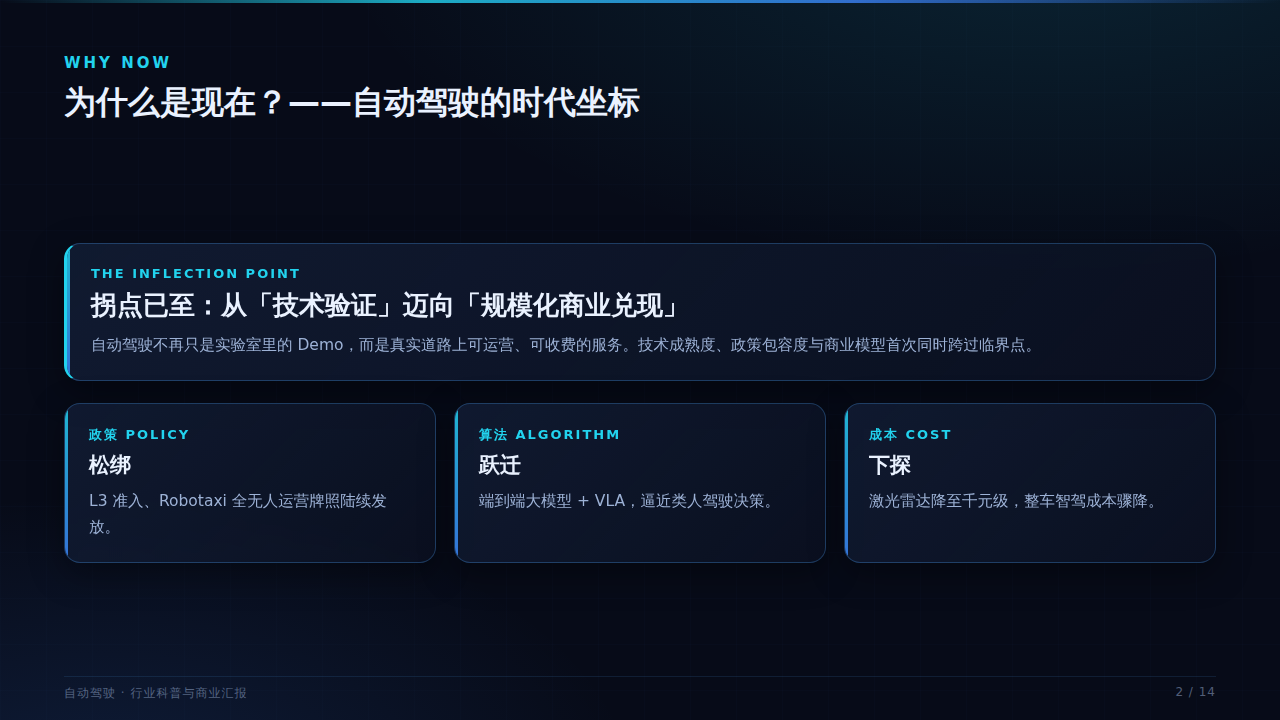 WHY NOW
为什么是现在？——自动驾驶的时代坐标
THE INFLECTION POINT
拐点已至：从「技术验证」迈向「规模化商业兑现」
自动驾驶不再只是实验室里的 Demo，而是真实道路上可运营、可收费的服务。技术成熟度、政策包容度与商业模型首次同时跨过临界点。
政策 POLICY
松绑
L3 准入、Robotaxi 全无人运营牌照陆续发
放。
算法 ALGORITHM
跃迁
端到端大模型 + VLA，逼近类人驾驶决策。
成本 COST
下探
激光雷达降至千元级，整车智驾成本骤降。
自动驾驶 · 行业科普与商业汇报
2 / 14